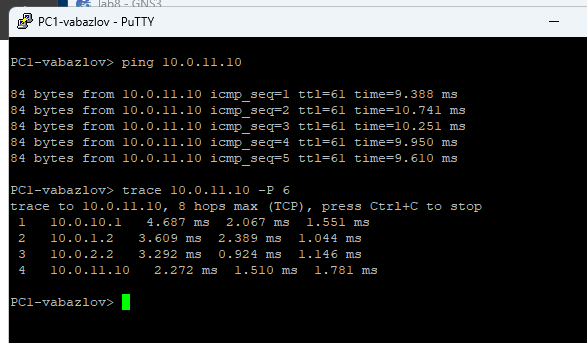 lab8 - GNS3
PC1-vabazlov - PuTTY
PC1-vabazlov> ping 10.0.11.10
84 bytes from 10.0.11.10 icmp_seq=1 ttl=61 time=9.388 ms
84 bytes from 10.0.11.10 icmp_seq=2 ttl=61 time=10.741 ms
84 bytes from 10.0.11.10 icmp_seq=3 ttl=61 time=10.251 ms
84 bytes from 10.0.11.10 icmp_seq=4 ttl=61 time=9.950 ms
84 bytes from 10.0.11.10 icmp_seq=5 ttl=61 time=9.610 ms
PC1-vabazlov> trace 10.0.11.10 -P 6
trace to 10.0.11.10, 8 hops max (TCP), press Ctrl+C to stop
1   10.0.10.1   4.687 ms  2.067 ms  1.551 ms
2   10.0.1.2   3.609 ms  2.389 ms  1.044 ms
3   10.0.2.2   3.292 ms  0.924 ms  1.146 ms
4   10.0.11.10   2.272 ms  1.510 ms  1.781 ms
PC1-vabazlov>